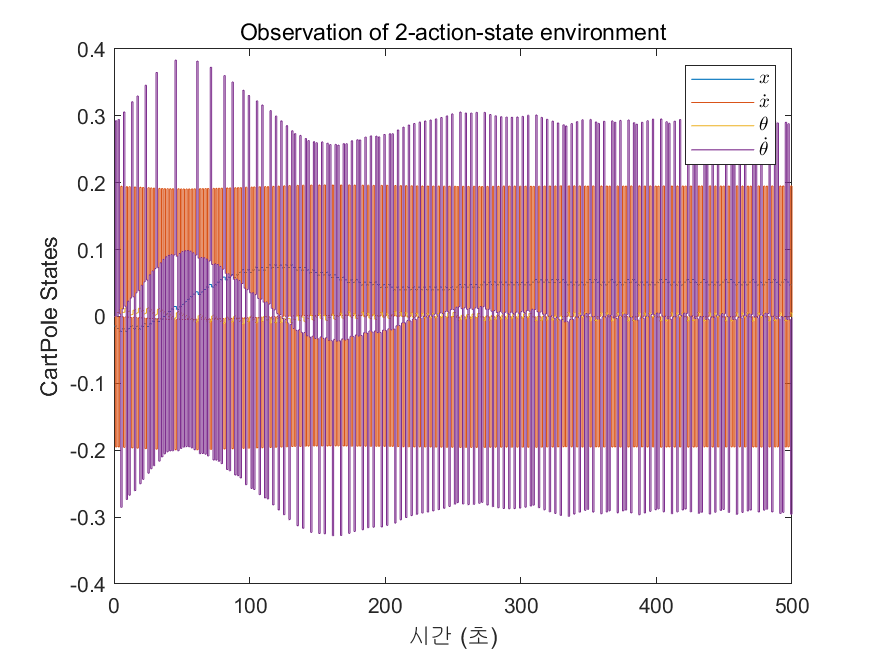 Observation of 2-action-state environment
0.4
0.3
0.2
0.1
0
-0.1
-0.2
-0.3
-0.4
CartPole States
x
ẋ
θ
θ̇
0 100 200 300 400 500
시간 (초)